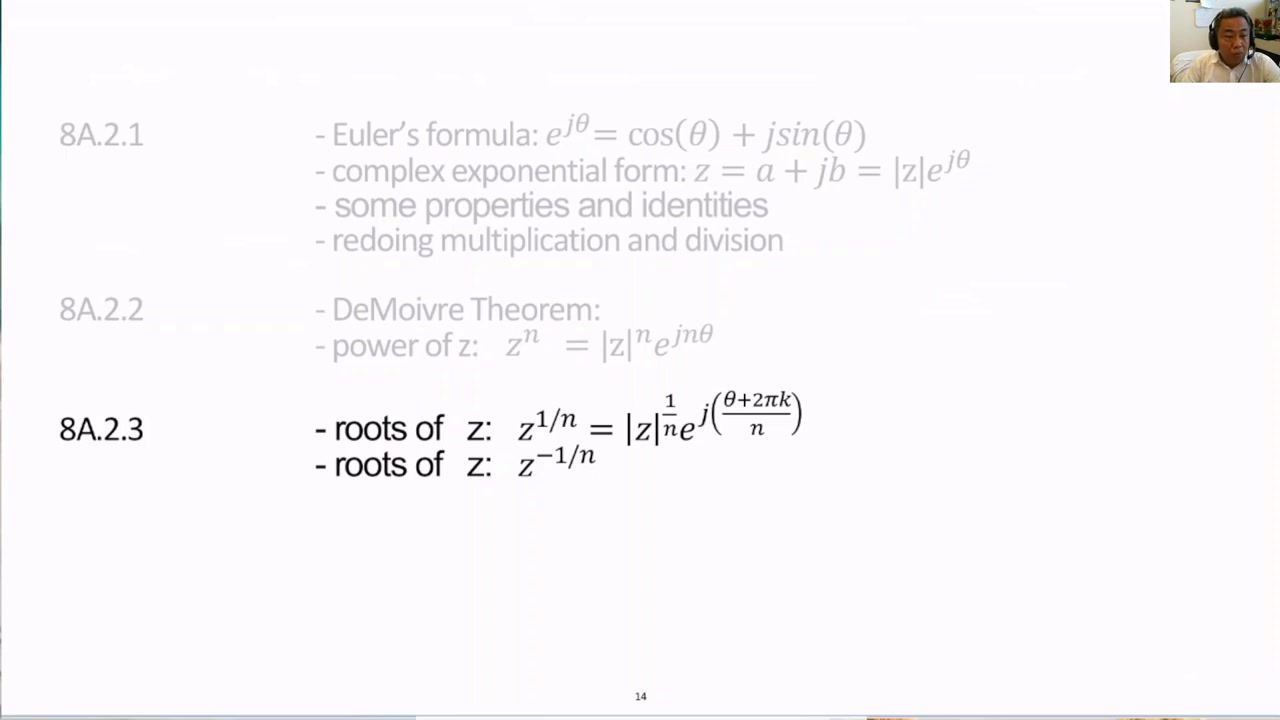 8A.2.1 - Euler's formula: e^{jθ} = cos(θ) + jsin(θ)
- complex exponential form: z = a + jb = |z|e^{jθ}
- some properties and identities
- redoing multiplication and division
8A.2.2 - DeMoivre Theorem:
- power of z: z^n = |z|^n e^{jnθ}
8A.2.3 - roots of z: z^{1/n} = |z|^{\frac{1}{n}} e^{j(\frac{θ+2πk}{n})}
- roots of z: z^{-1/n}
14